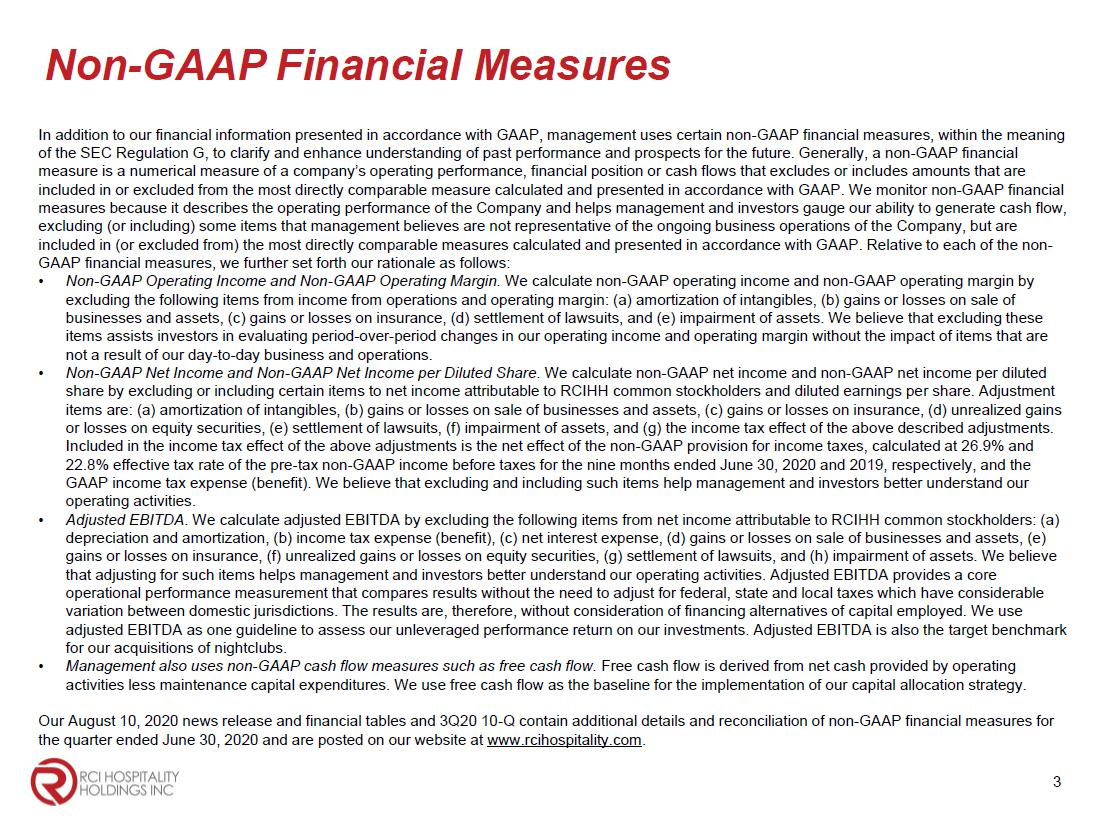 Non-GAAP Financial Measures
In addition to our financial information presented in accordance with GAAP, management uses certain non-GAAP financial measures, within the meaning
of the SEC Regulation G, to clarify and enhance understanding of past performance and prospects for the future. Generally, a non-GAAP financial
measure is a numerical measure of a company’s operating performance, financial position or cash flows that excludes or includes amounts that are
included in or excluded from the most directly comparable measure calculated and presented in accordance with GAAP. We monitor non-GAAP financial
measures because it describes the operating performance of the Company and helps management and investors gauge our ability to generate cash flow,
excluding (or including) some items that management believes are not representative of the ongoing business operations of the Company, but are
included in (or excluded from) the most directly comparable measures calculated and presented in accordance with GAAP. Relative to each of the non-
GAAP financial measures, we further set forth our rationale as follows:
• Non-GAAP Operating Income and Non-GAAP Operating Margin. We calculate non-GAAP operating income and non-GAAP operating margin by
excluding the following items from income from operations and operating margin: (a) amortization of intangibles, (b) gains or losses on sale of
businesses and assets, (c) gains or losses on insurance, (d) settlement of lawsuits, and (e) impairment of assets. We believe that excluding these
items assists investors in evaluating period-over-period changes in our operating income and operating margin without the impact of items that are
not a result of our day-to-day business and operations.
• Non-GAAP Net Income and Non-GAAP Net Income per Diluted Share. We calculate non-GAAP net income and non-GAAP net income per diluted
share by excluding or including certain items to net income attributable to RCIHH common stockholders and diluted earnings per share. Adjustment
items are: (a) amortization of intangibles, (b) gains or losses on sale of businesses and assets, (c) gains or losses on insurance, (d) unrealized gains
or losses on equity securities, (e) settlement of lawsuits, (f) impairment of assets, and (g) the income tax effect of the above described adjustments.
Included in the income tax effect of the above adjustments is the net effect of the non-GAAP provision for income taxes, calculated at 26.9% and
22.8% effective tax rate of the pre-tax non-GAAP income before taxes for the nine months ended June 30, 2020 and 2019, respectively, and the
GAAP income tax expense (benefit). We believe that excluding and including such items help management and investors better understand our
operating activities.
• Adjusted EBITDA. We calculate adjusted EBITDA by excluding the following items from net income attributable to RCIHH common stockholders: (a)
depreciation and amortization, (b) income tax expense (benefit), (c) net interest expense, (d) gains or losses on sale of businesses and assets, (e)
gains or losses on insurance, (f) unrealized gains or losses on equity securities, (g) settlement of lawsuits, and (h) impairment of assets. We believe
that adjusting for such items helps management and investors better understand our operating activities. Adjusted EBITDA provides a core
operational performance measurement that compares results without the need to adjust for federal, state and local taxes which have considerable
variation between domestic jurisdictions. The results are, therefore, without consideration of financing alternatives of capital employed. We use
adjusted EBITDA as one guideline to assess our unleveraged performance return on our investments. Adjusted EBITDA is also the target benchmark
for our acquisitions of nightclubs.
• Management also uses non-GAAP cash flow measures such as free cash flow. Free cash flow is derived from net cash provided by operating
activities less maintenance capital expenditures. We use free cash flow as the baseline for the implementation of our capital allocation strategy.
Our August 10, 2020 news release and financial tables and 3Q20 10-Q contain additional details and reconciliation of non-GAAP financial measures for
the quarter ended June 30, 2020 and are posted on our website at www.rcihospitality.com.
RCI HOSPITALITY
HOLDINGS INC
3